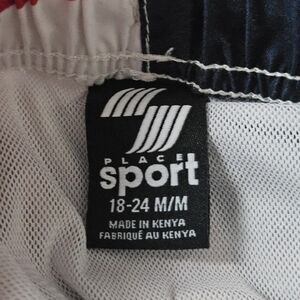 PLACE
sport
18-24 M/M
MADE IN KENYA
FABRIQUÉ AU KENYA